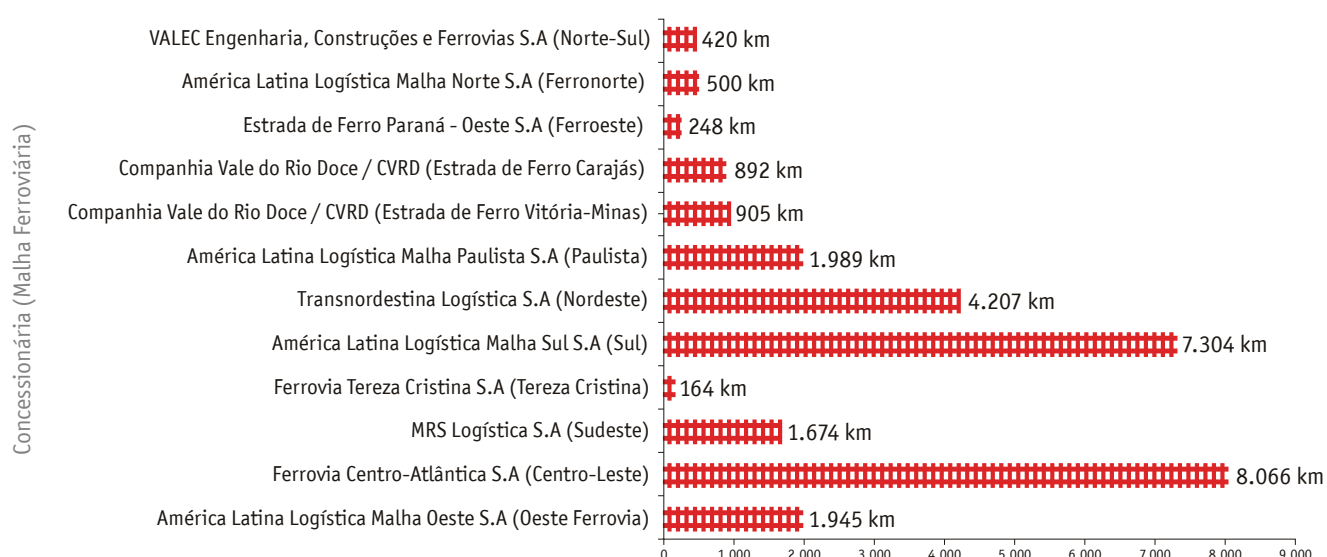 Concessionária (Malha Ferroviária)
VALEC Engenharia, Construções e Ferrovias S.A (Norte-Sul) 420 km
América Latina Logística Malha Norte S.A (Ferronorte) 500 km
Estrada de Ferro Paraná - Oeste S.A (Ferroeste) 248 km
Companhia Vale do Rio Doce / CVRD (Estrada de Ferro Carajás) 892 km
Companhia Vale do Rio Doce / CVRD (Estrada de Ferro Vitória-Minas) 905 km
América Latina Logística Malha Paulista S.A (Paulista) 1.989 km
Transnordestina Logística S.A (Nordeste) 4.207 km
América Latina Logística Malha Sul S.A (Sul) 7.304 km
Ferrovia Tereza Cristina S.A (Tereza Cristina) 164 km
MRS Logística S.A (Sudeste) 1.674 km
Ferrovia Centro-Atlântica S.A (Centro-Leste) 8.066 km
América Latina Logística Malha Oeste S.A (Oeste Ferrovia) 1.945 km
0 1.000 2.000 3.000 4.000 5.000 6.000 7.000 8.000 9.000